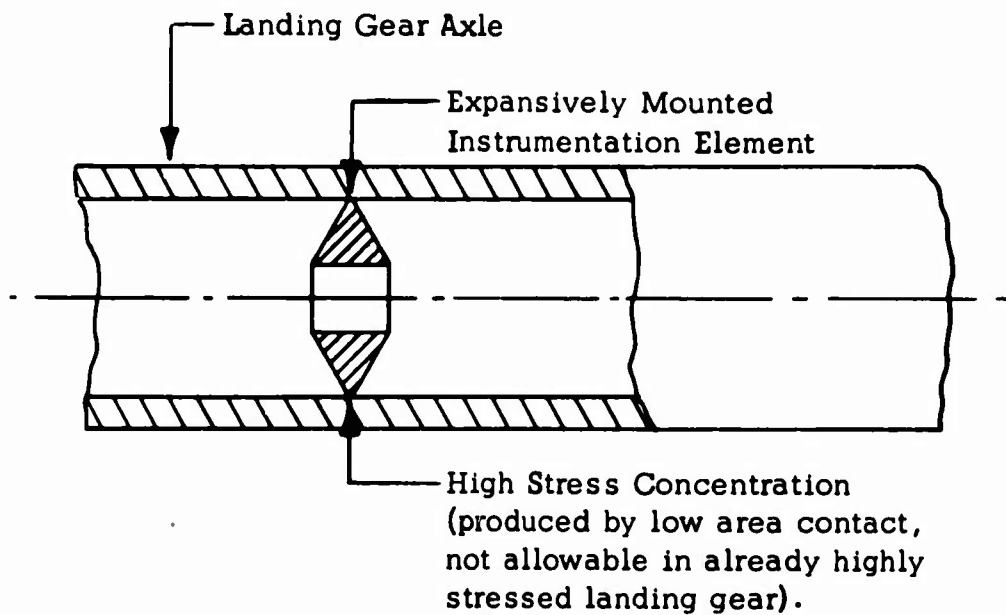 Landing Gear Axle
Expansively Mounted
Instrumentation Element
High Stress Concentration
(produced by low area contact,
not allowable in already highly
stressed landing gear).